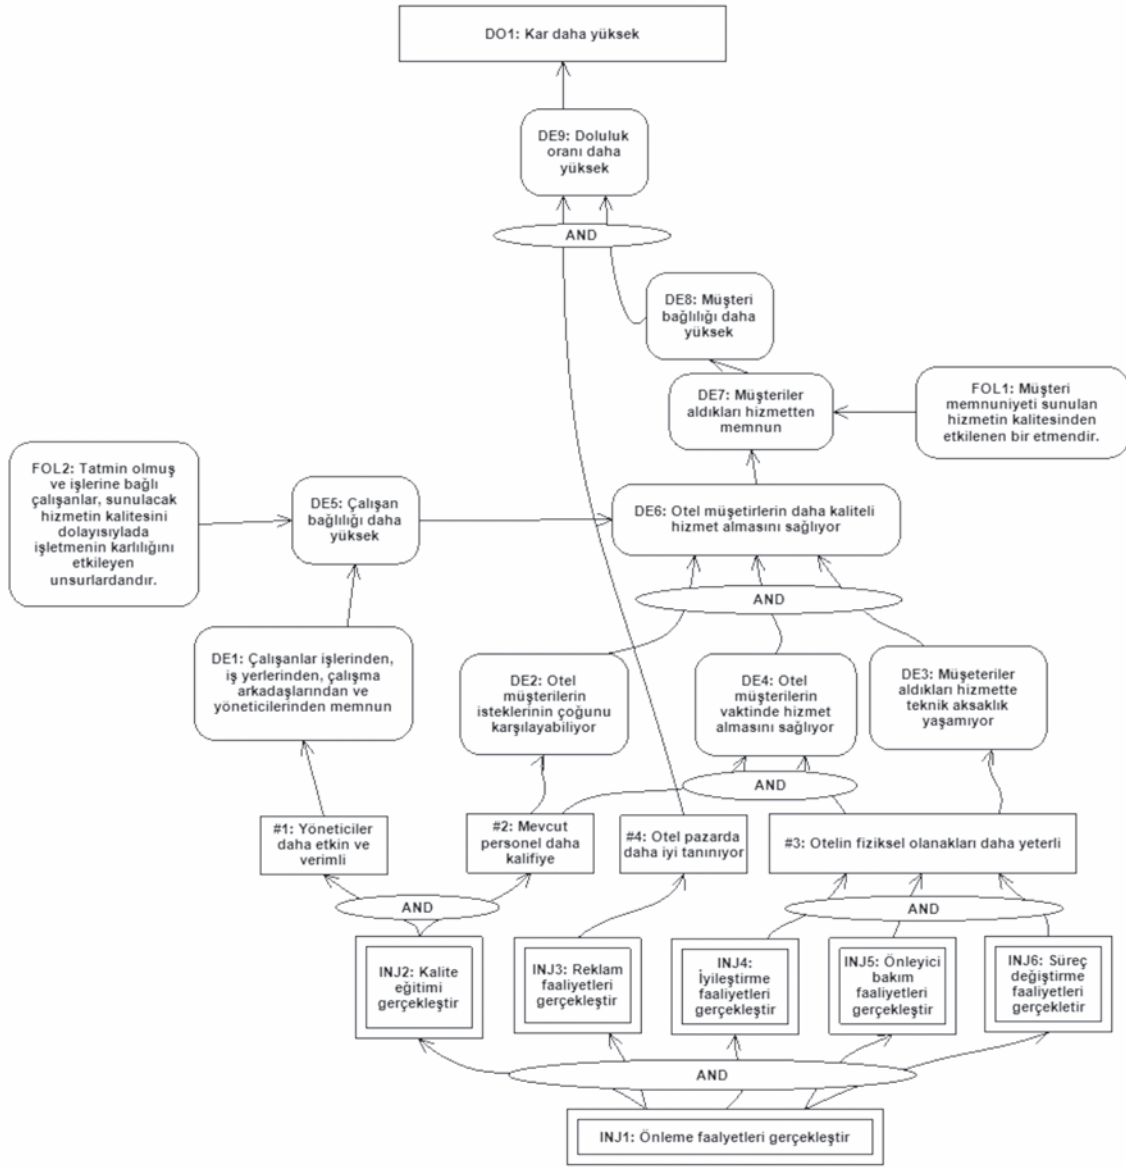 DO1: Kar daha yüksek
DE9: Doluluk
oranı daha
yüksek
AND
DE8: Müşteri
bağlılığı daha
yüksek
DE7: Müşteriler
aldıkları hizmetten
memnun
FOL1: Müşteri
memnuniyeti sunulan
hizmetin kalitesinden
etkilenen bir etmendir.
FOL2: Tatmin olmuş
ve işlerine bağlı
çalışanlar, sunulacak
hizmetin kalitesini
dolayısıylada
işletmenin karlılığını
etkileyen
unsurlardandır.
DE5: Çalışan
bağlılığı daha
yüksek
DE6: Otel müşetirlerin daha kaliteli
hizmet almasını sağlıyor
AND
DE1: Çalışanlar işlerinden,
iş yerlerinden, çalışma
arkadaşlarından ve
yöneticilerinden memnun
DE2: Otel
müşterilerin
isteklerinin çoğunu
karşılayabiliyor
DE4: Otel
müşterilerin
vaktinde hizmet
almasını sağlıyor
DE3: Müşeteriler
aldıkları hizmette
teknik aksaklık
yaşamıyor
AND
#1: Yöneticiler
daha etkin ve
verimli
#2: Mevcut
personel daha
kalifiye
#4: Otel pazarda
daha iyi tanınıyor
#3: Otelin fiziksel olanakları daha yeterli
AND
AND
INJ2: Kalite
eğitimi
gerçekleştir
INJ3: Reklam
faaliyetleri
gerçekleştir
INJ4:
İyileştirme
faaliyetleri
gerçekleştir
INJ5: Önleyici
bakım
faaliyetleri
gerçekleştir
INJ6: Süreç
değiştirme
faaliyetleri
gerçekletir
AND
INJ1: Önleme faalyetleri gerçekleştir